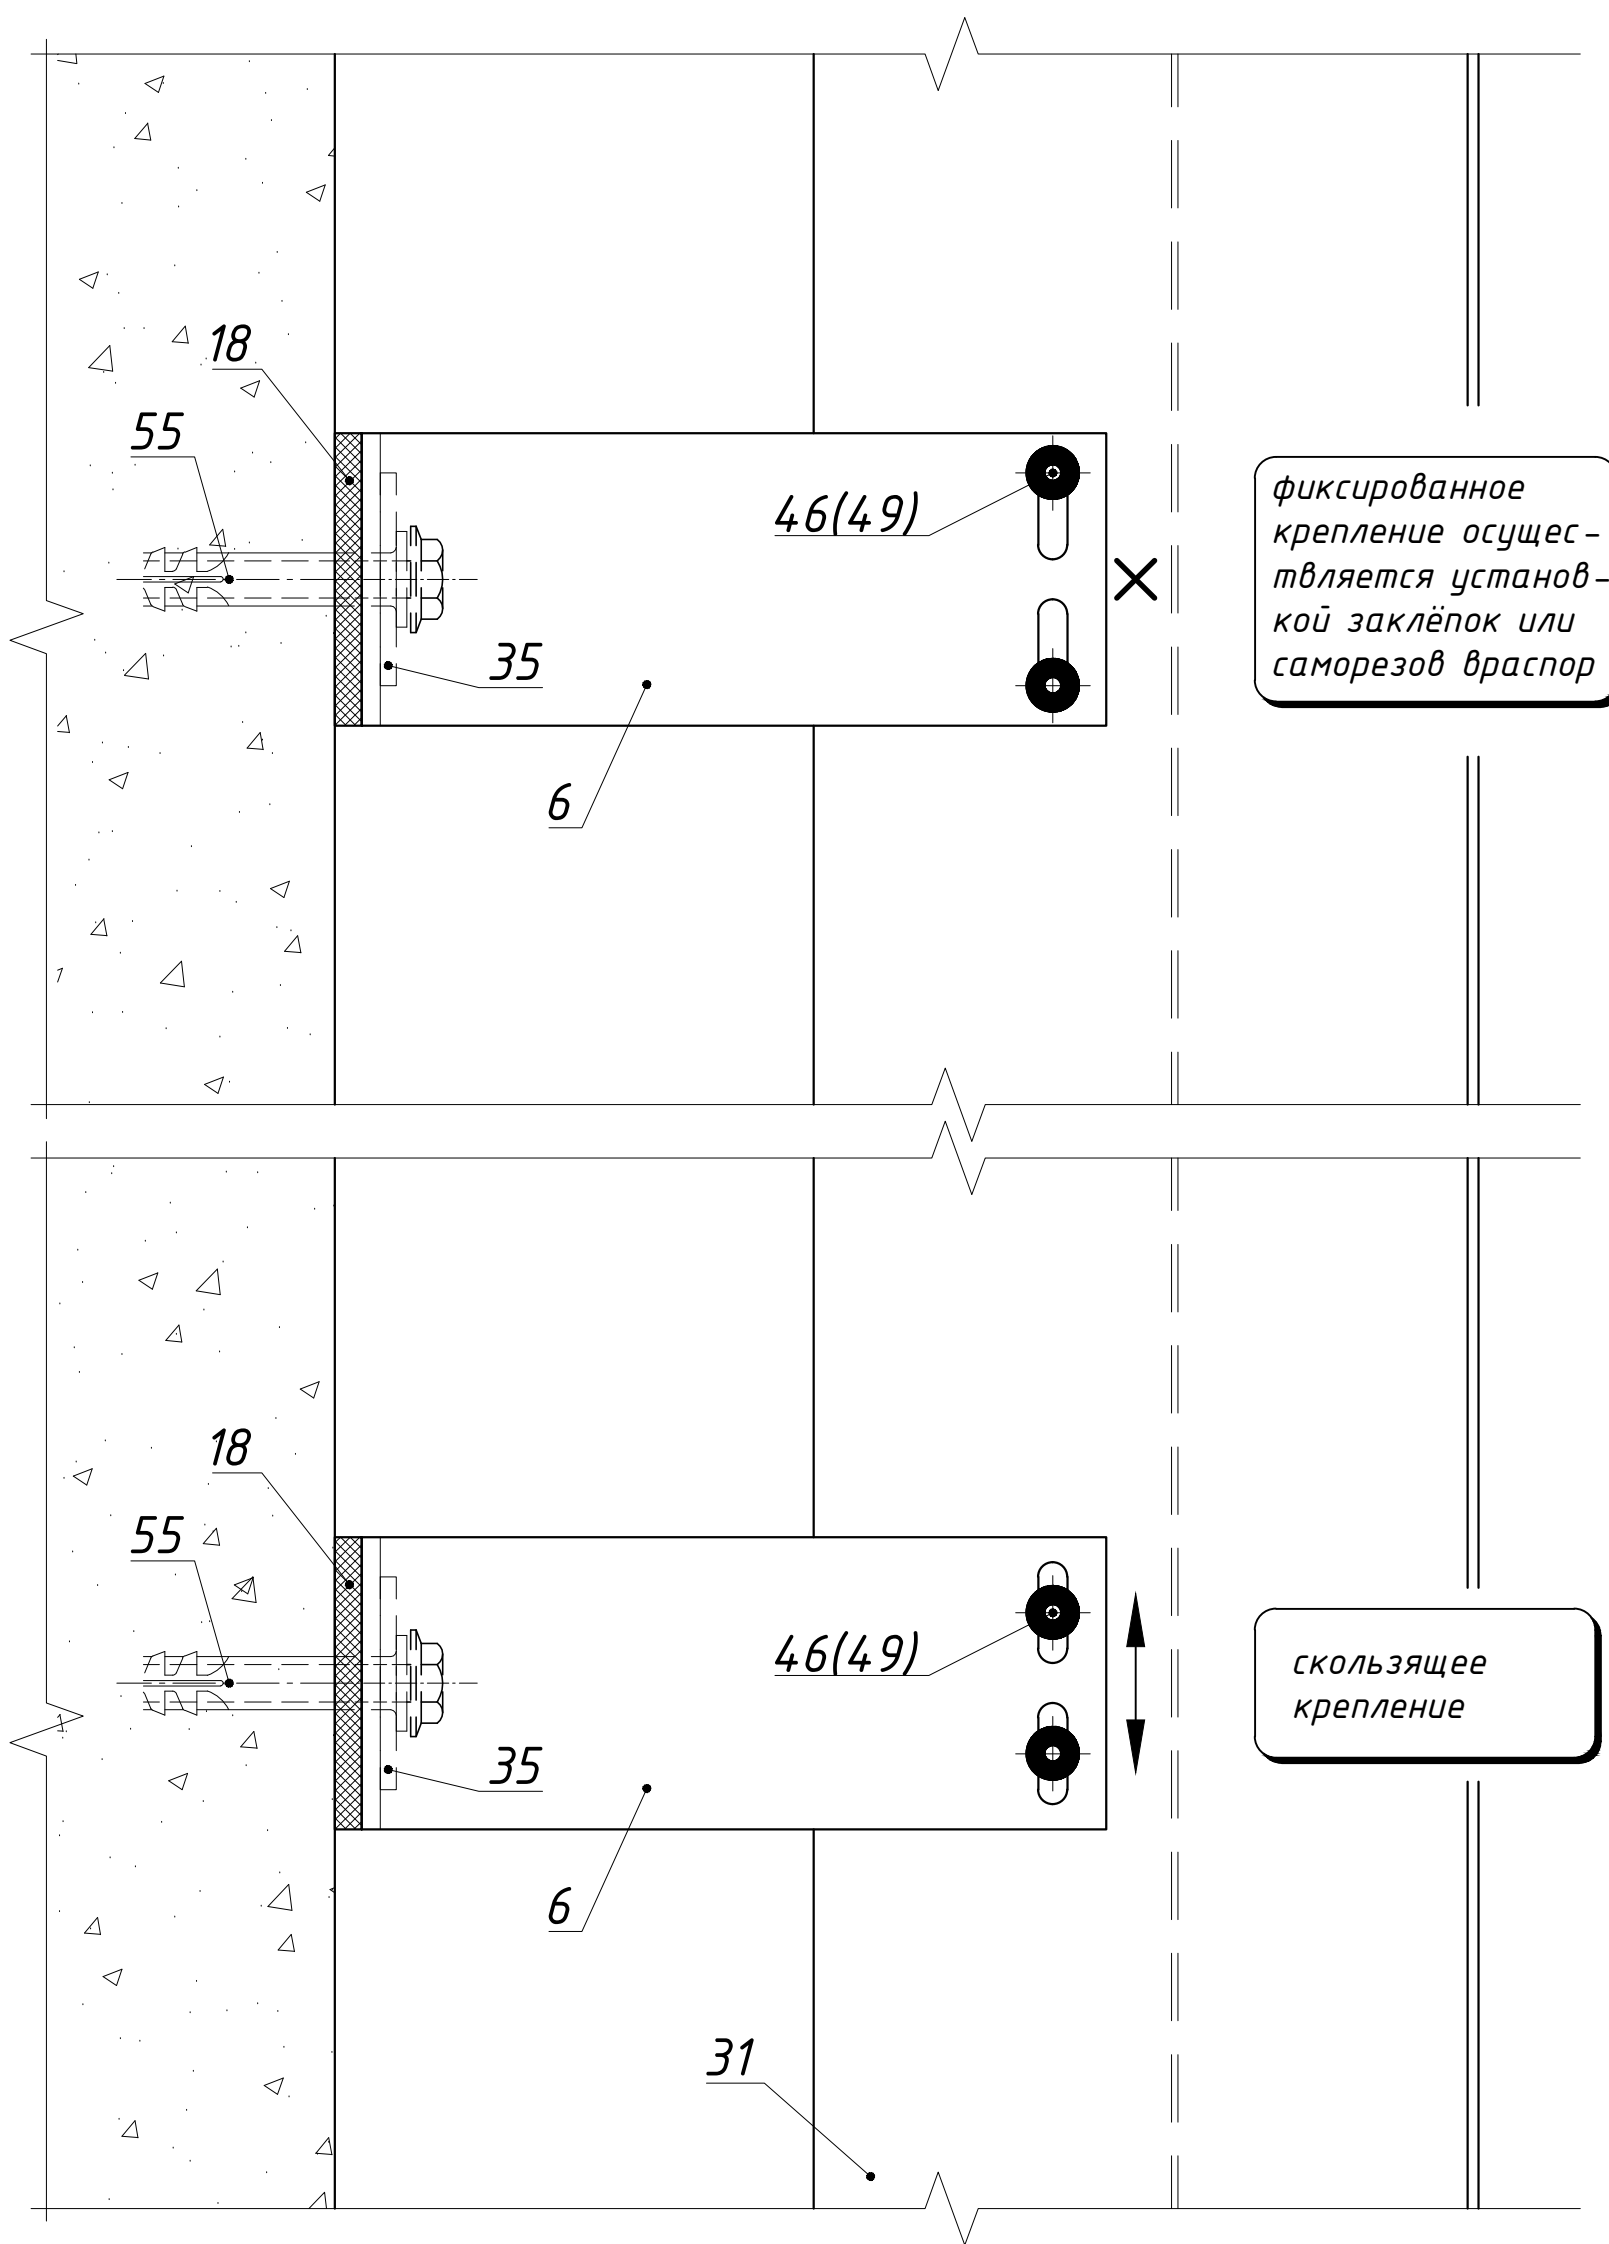 18
55
46(49)
35
6
фиксированное
крепление осущес-
твляется установ-
кой заклёпок или
саморезов враспор
18
55
46(49)
35
6
скользящее
крепление
31